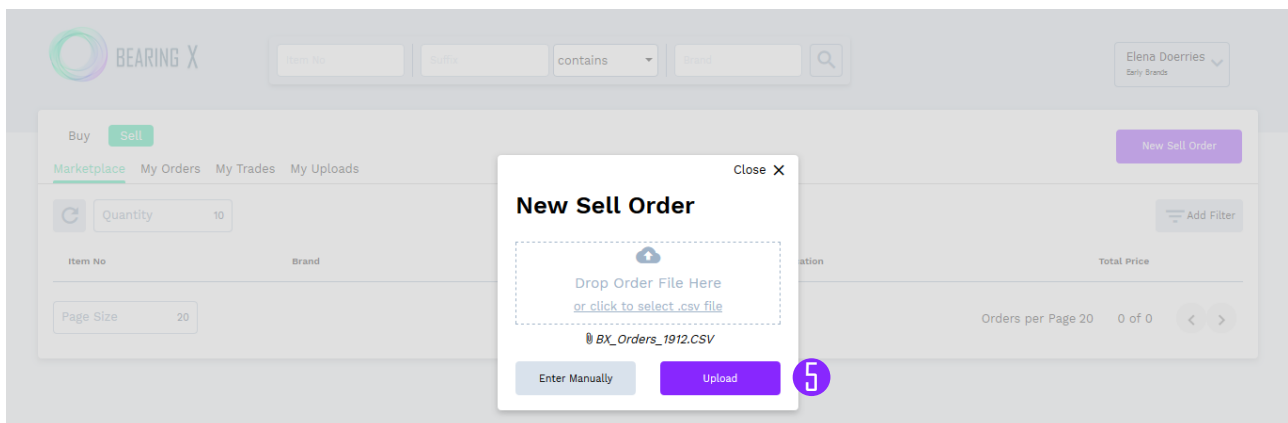 BEARING X
Item No
Suffix
contains
Brand
Elena Doerries
Early Brands
Buy
Sell
New Sell Order
Marketplace
My Orders
My Trades
My Uploads
Close X
New Sell Order
Quantity
10
Add Filter
Drop Order File Here
or click to select .csv file
Item No
Brand
ation
Total Price
BX_Orders_1912.CSV
Page Size
20
Orders per Page 20
0 of 0
< >
Enter Manually
Upload
5